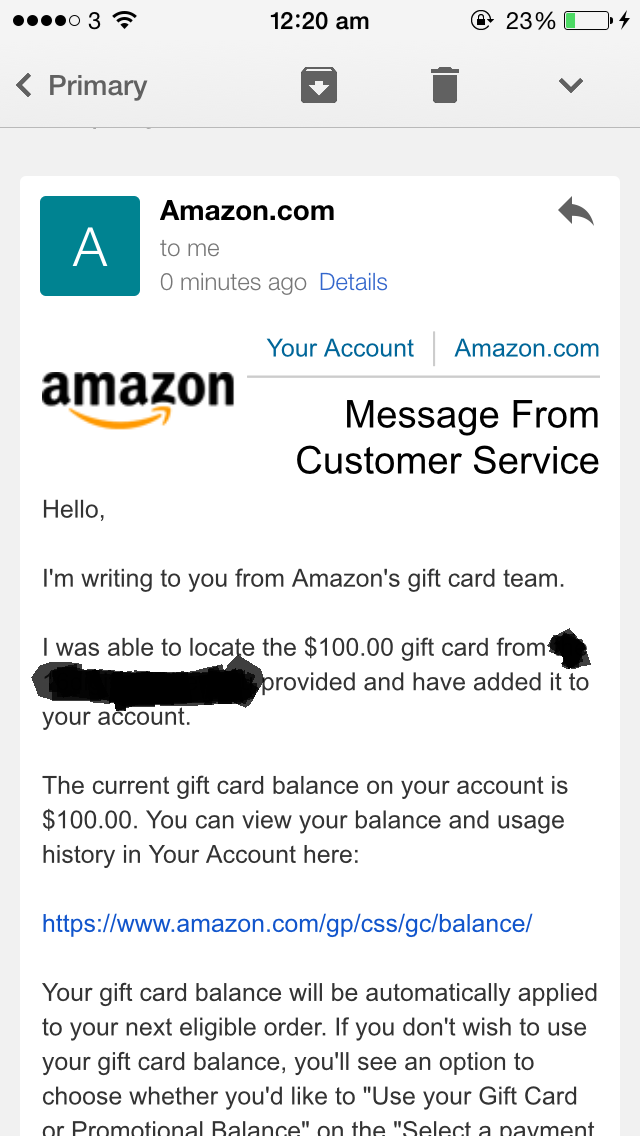 3 12:20 am 23%
Primary
A
Amazon.com
to me
0 minutes ago Details
Your Account Amazon.com
amazon
Message From
Customer Service
Hello,
I'm writing to you from Amazon's gift card team.
I was able to locate the $100.00 gift card from
provided and have added it to
your account.
The current gift card balance on your account is
$100.00. You can view your balance and usage
history in Your Account here:
https://www.amazon.com/gp/css/gc/balance/
Your gift card balance will be automatically applied
to your next eligible order. If you don't wish to use
your gift card balance, you'll see an option to
choose whether you'd like to "Use your Gift Card
or Promotional Balance" on the "Select a payment